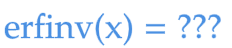 erfinv(x) = ???